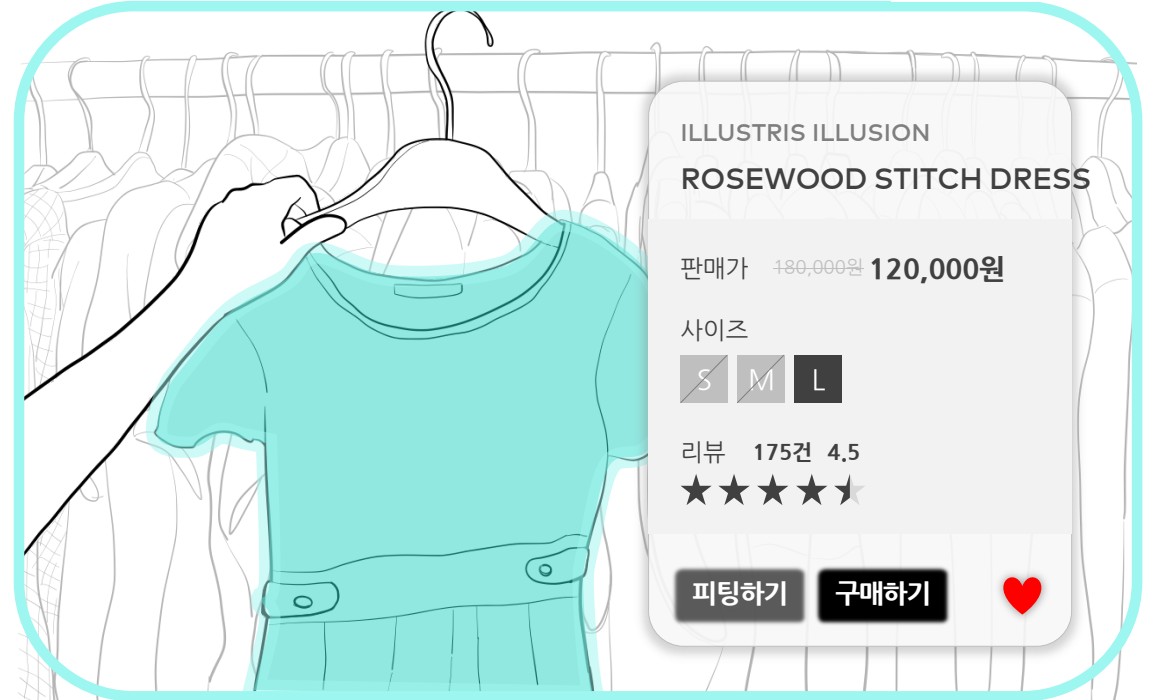 ILLUSTRIS ILLUSION
ROSEWOOD STITCH DRESS
판매가 180,000원 120,000원
사이즈
S M L
리뷰 175건 4.5
피팅하기 구매하기